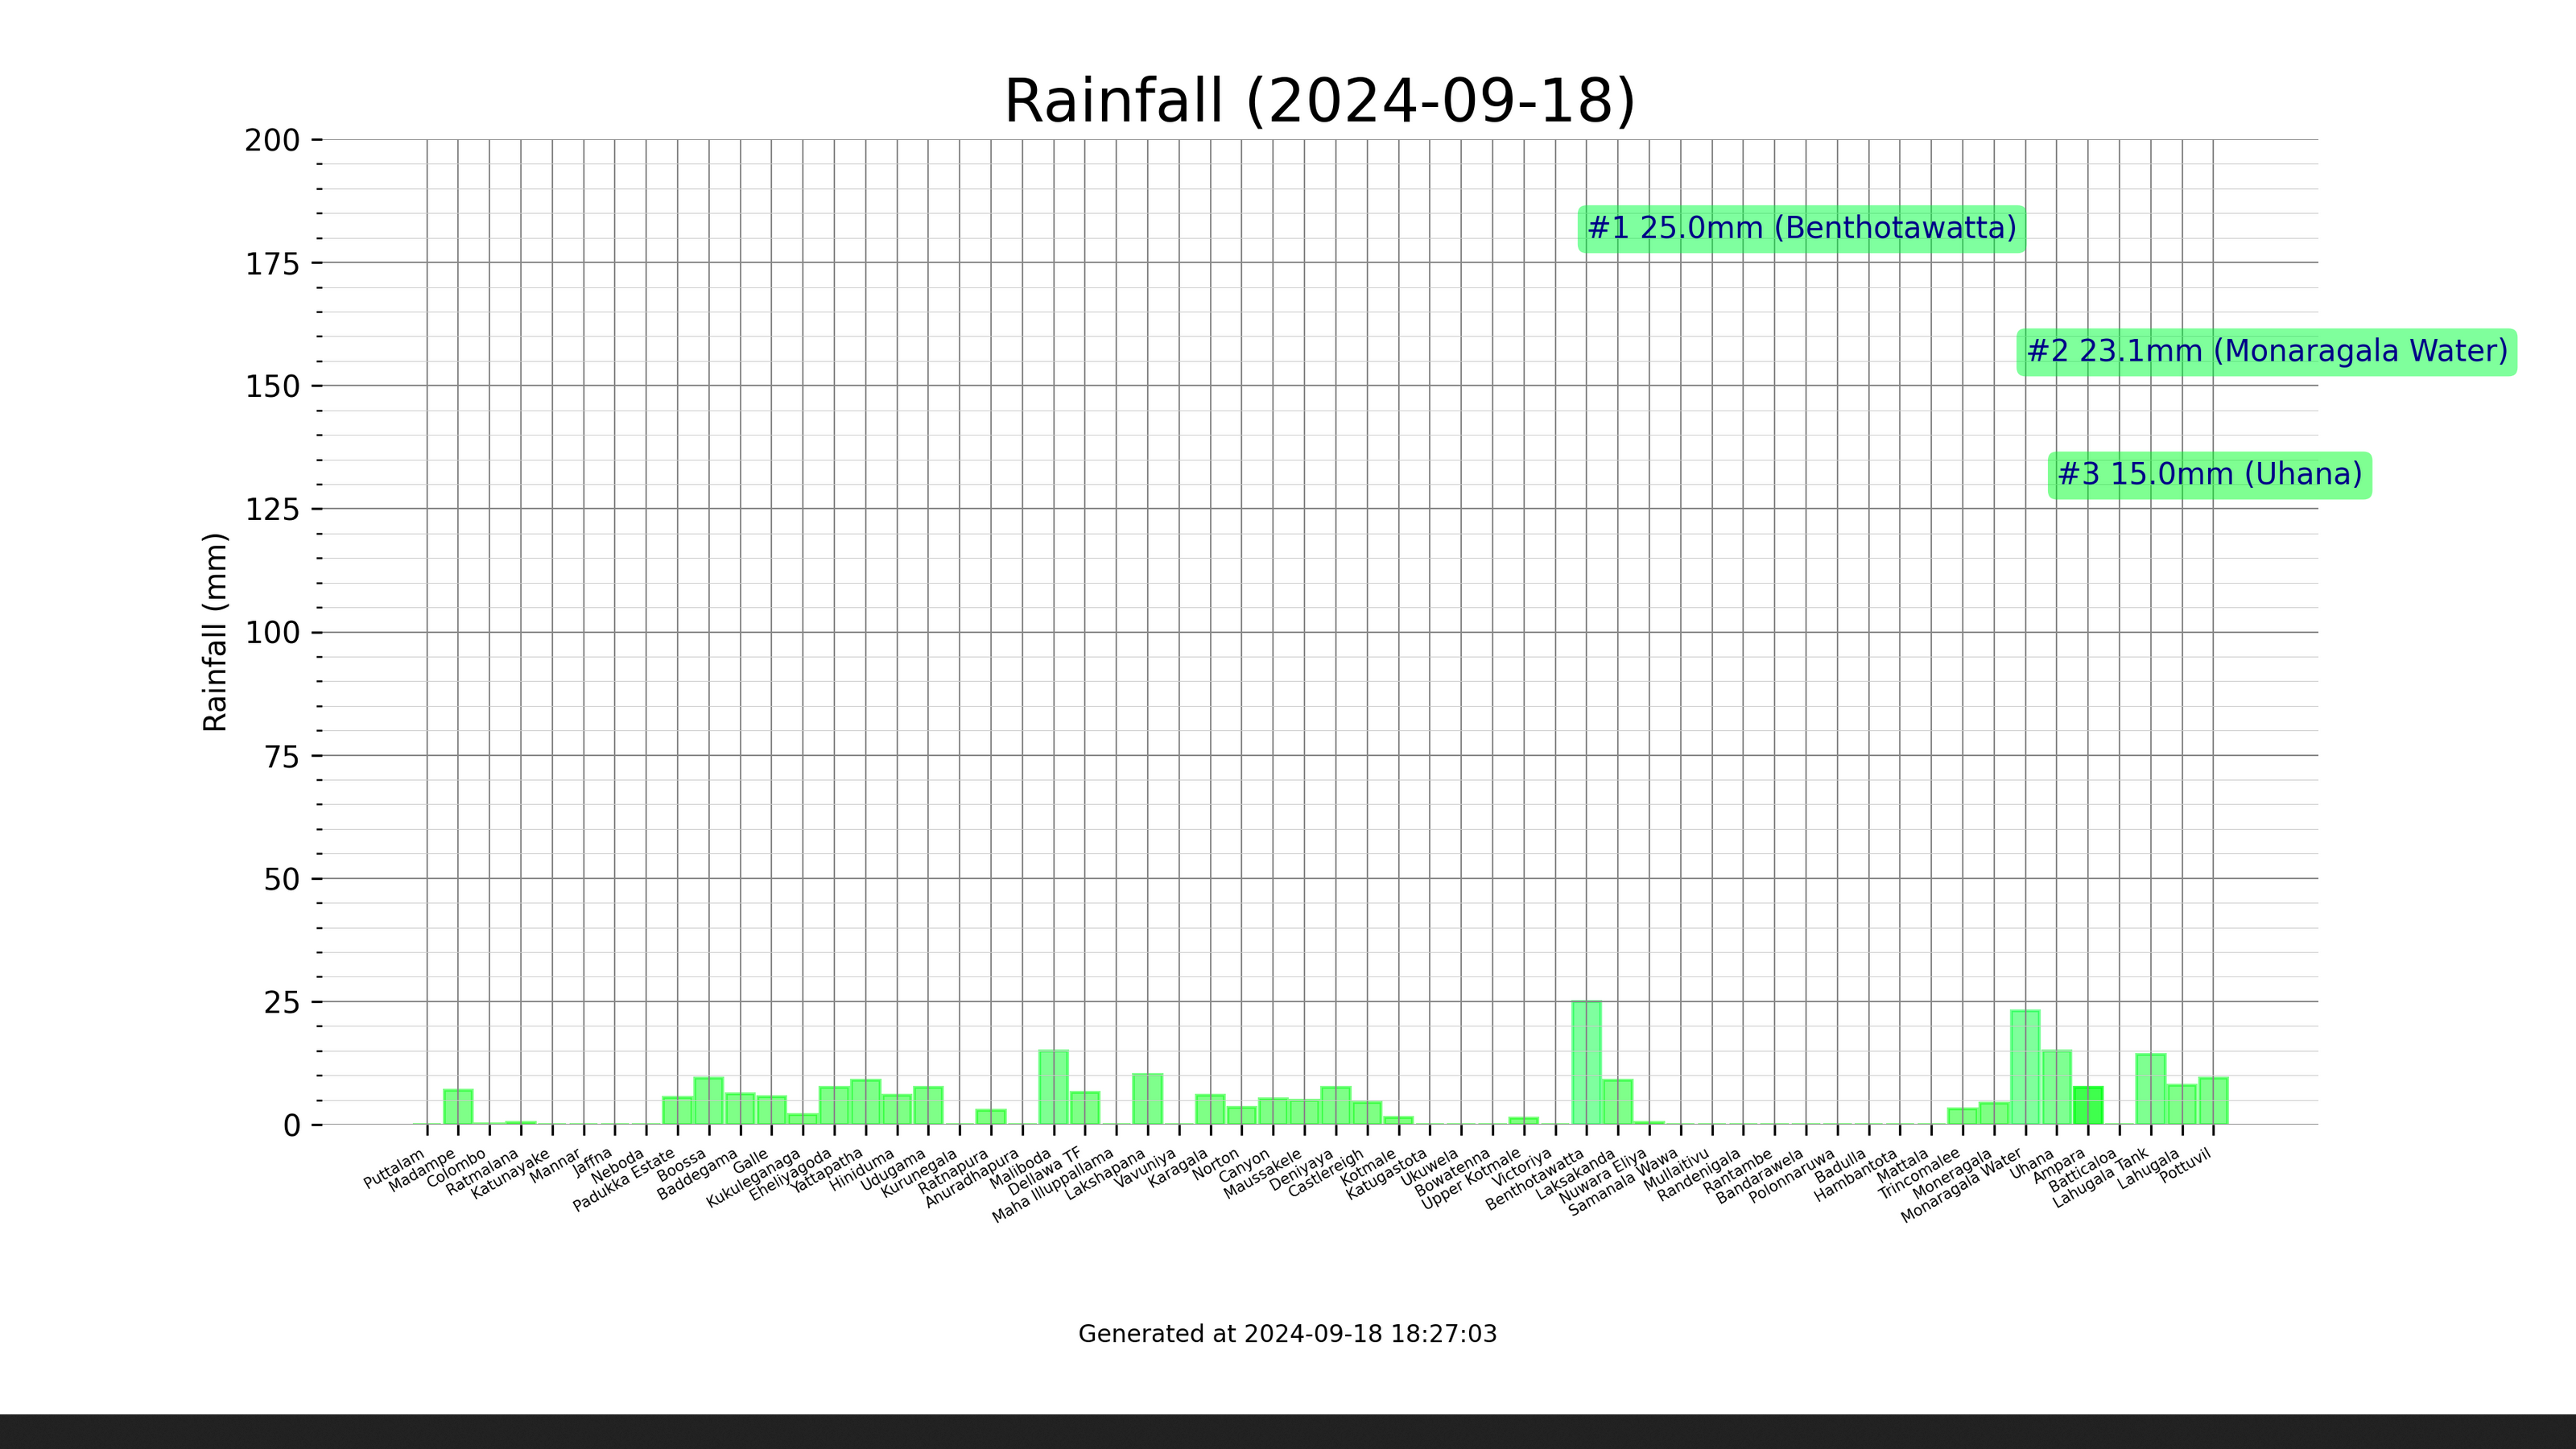 Rainfall (2024-09-18)
Rainfall (mm)
200
175
150
125
100
75
50
25
0
#1 25.0mm (Benthotawatta)
#2 23.1mm (Monaragala Water)
#3 15.0mm (Uhana)
Puttalam
Madampe
Colombo
Ratmalana
Katunayake
Mannar
Jaffna
Neboda
Padukka Estate
Boossa
Baddegama
Galle
Kukuleganaga
Eheliyagoda
Yattapatha
Hiniduma
Udugama
Kurunegala
Ratnapura
Anuradhapura
Maliboda
Dellawa TF
Maha Illuppallama
Lakshapana
Vavuniya
Karagala
Norton
Canyon
Maussakele
Deniyaya
Castlereigh
Kotmale
Katugastota
Ukuwela
Bowatenna
Upper Kotmale
Victoriya
Benthotawatta
Laksakanda
Nuwara Eliya
Samanala Wawa
Mullaitivu
Randenigala
Rantambe
Bandarawela
Polonnaruwa
Badulla
Hambantota
Mattala
Trincomalee
Moneragala
Monaragala Water
Uhana
Ampara
Batticaloa
Lahugala Tank
Lahugala
Pottuvil
Generated at 2024-09-18 18:27:03